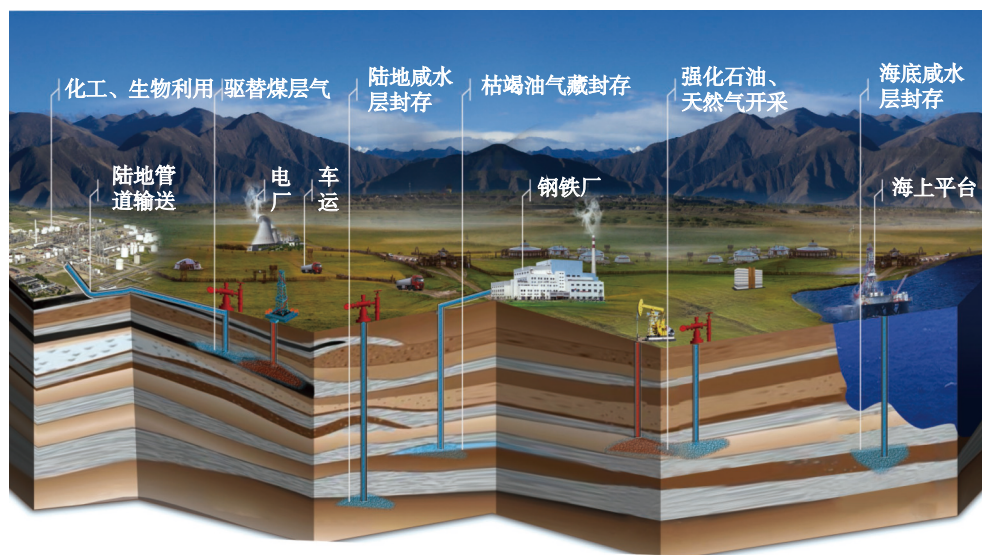 化工、生物利用
驱替煤层气
陆地咸水
层封存
枯竭油气藏封存
强化石油、
天然气开采
海底咸水
层封存
陆地管
道输送
电
厂
车
运
钢铁厂
海上平台